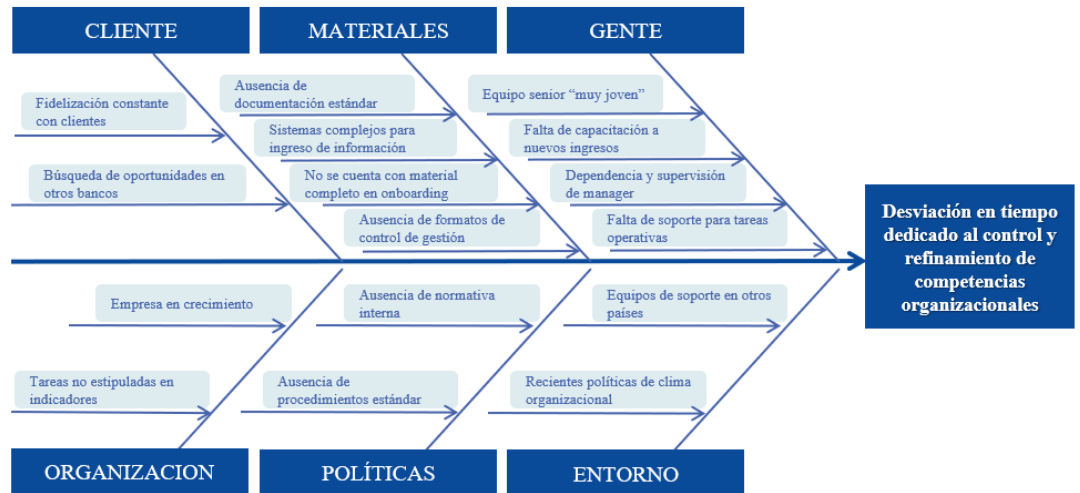 CLIENTE
MATERIALES
GENTE
Fidelización constante
con clientes
Búsqueda de oportunidades en
otros bancos
Ausencia de
documentación estándar
Sistemas complejos para
ingreso de información
No se cuenta con material
completo en onboarding
Ausencia de formatos de
control de gestión
Equipo senior “muy joven”
Falta de capacitación a
nuevos ingresos
Dependencia y supervisión
de manager
Falta de soporte para tareas
operativas
Desviación en tiempo
dedicado al control y
refinamiento de
competencias
organizacionales
Empresa en crecimiento
Tareas no estipuladas en
indicadores
Ausencia de normativa
interna
Ausencia de
procedimientos estándar
Equipos de soporte en otros
países
Recientes políticas de clima
organizacional
ORGANIZACION
POLÍTICAS
ENTORNO